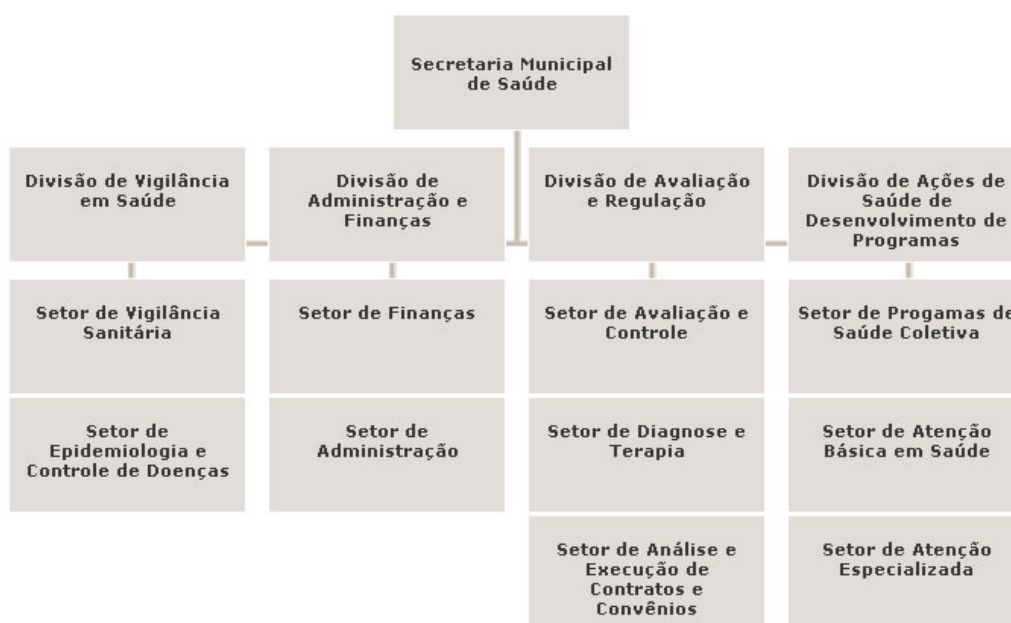 Secretaria Municipal
de Saúde
Divisão de Vigilância
em Saúde
Divisão de
Administração e
Finanças
Divisão de Avaliação
e Regulação
Divisão de Ações de
Saúde de
Desenvolvimento de
Programas
Setor de Vigilância
Sanitária
Setor de Finanças
Setor de Avaliação e
Controle
Setor de Progamas de
Saúde Coletiva
Setor de
Epidemiologia e
Controle de Doenças
Setor de
Administração
Setor de Diagnose e
Terapia
Setor de Atenção
Básica em Saúde
Setor de Análise e
Execução de
Contratos e
Convênios
Setor de Atenção
Especializada